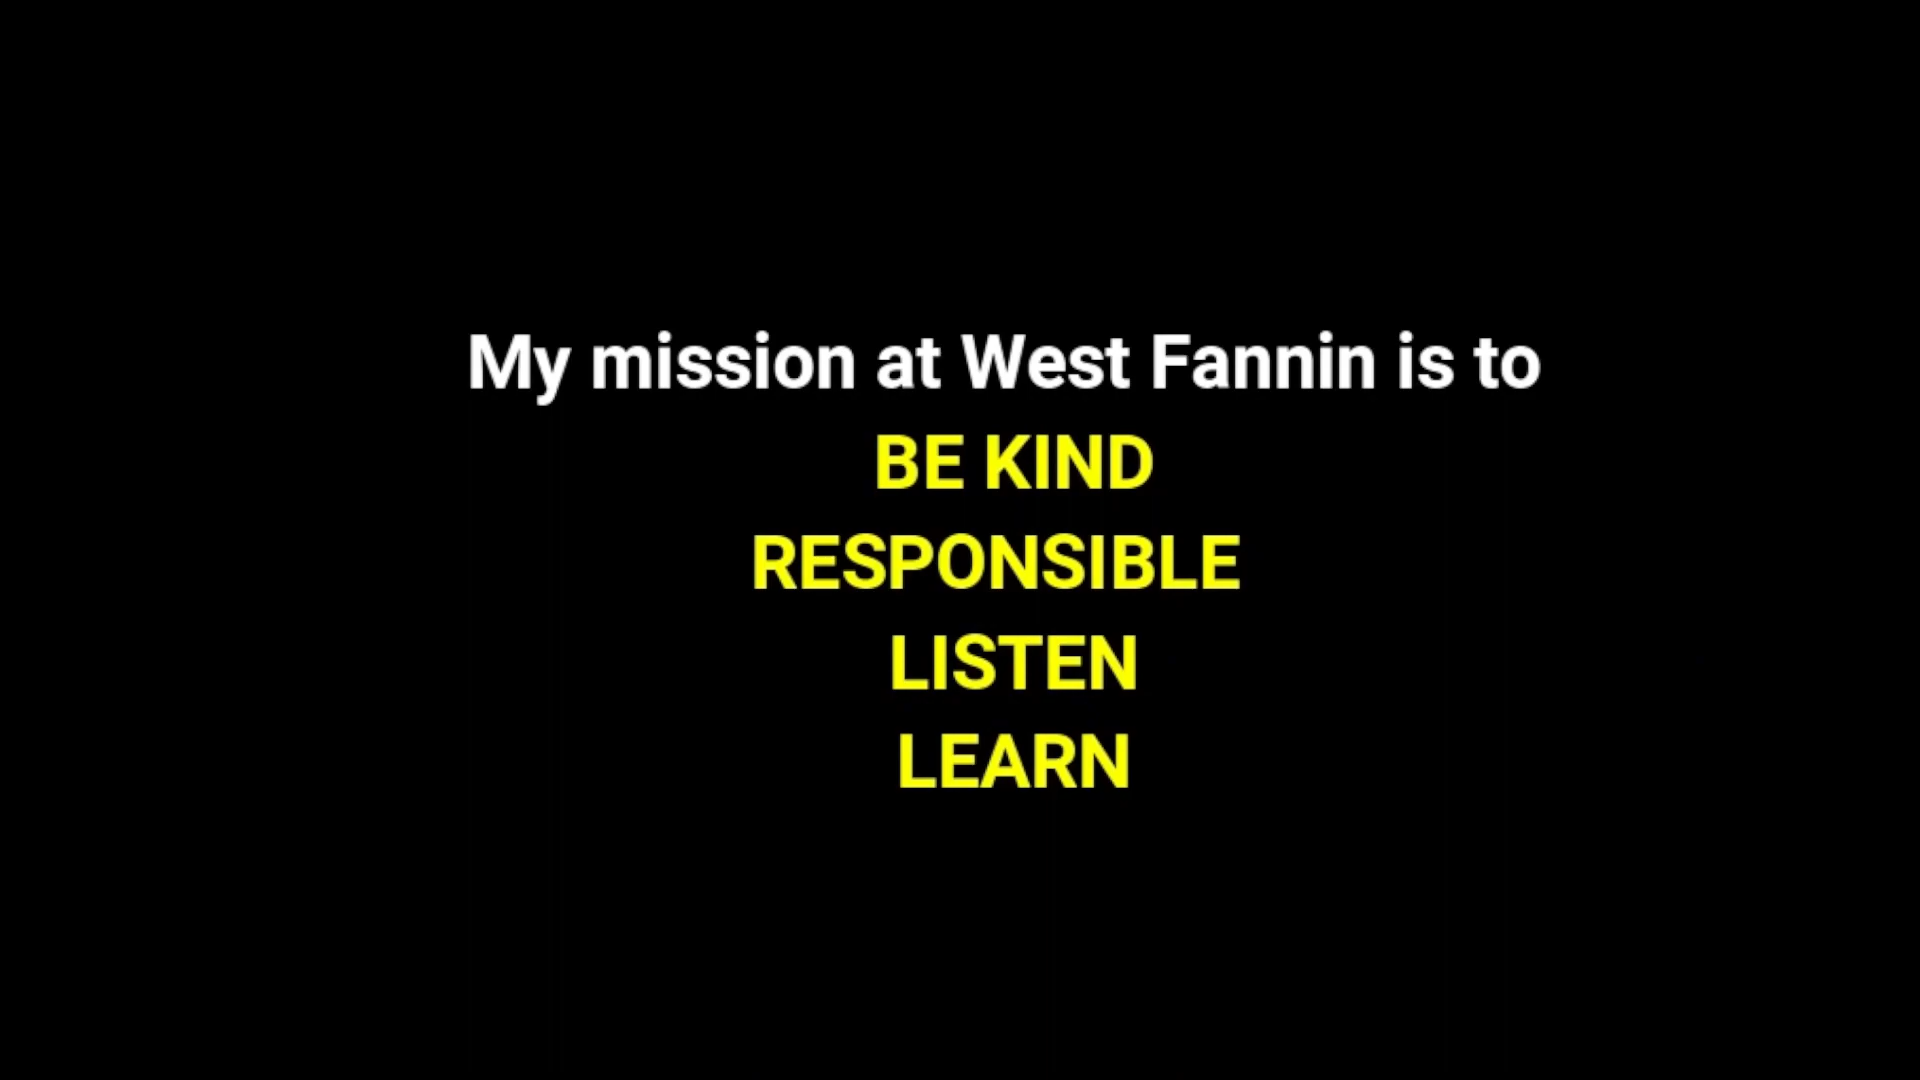 My mission at West Fannin is to
BE KIND
RESPONSIBLE
LISTEN
LEARN